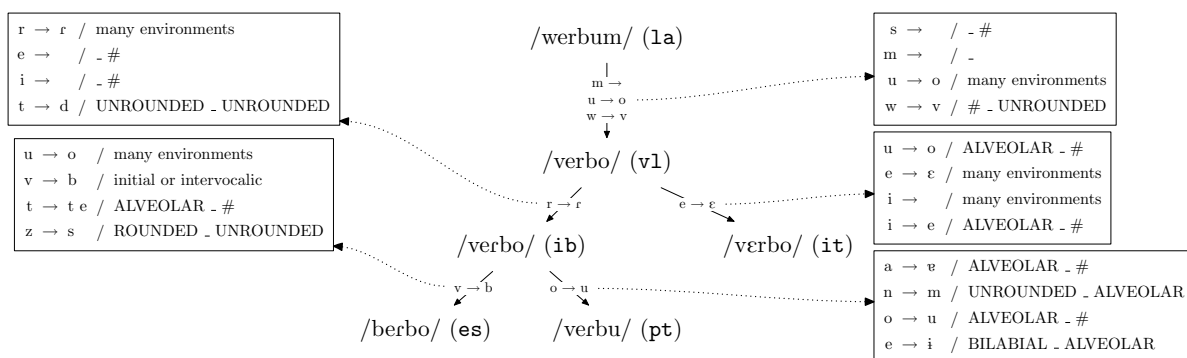 r → ɾ / many environments
e → / _ #
i → / _ #
t → d / UNROUNDED _ UNROUNDED
u → o / many environments
v → b / initial or intervocalic
t → t e / ALVEOLAR _ #
z → s / ROUNDED _ UNROUNDED
/werbum/ (la)
m →
u → o
w → v
/verbo/ (vl)
r → ɾ
e → ɛ
/veɾbo/ (ib)
/vɛrbo/ (it)
v → b
o → u
/beɾbo/ (es)
/veɾbu/ (pt)
s → / _ #
m → / _
u → o / many environments
w → v / # _ UNROUNDED
u → o / ALVEOLAR _ #
e → ɛ / many environments
i → / many environments
i → e / ALVEOLAR _ #
a → ɐ / ALVEOLAR _ #
n → m / UNROUNDED _ ALVEOLAR
o → u / ALVEOLAR _ #
e → ɨ / BILABIAL _ ALVEOLAR